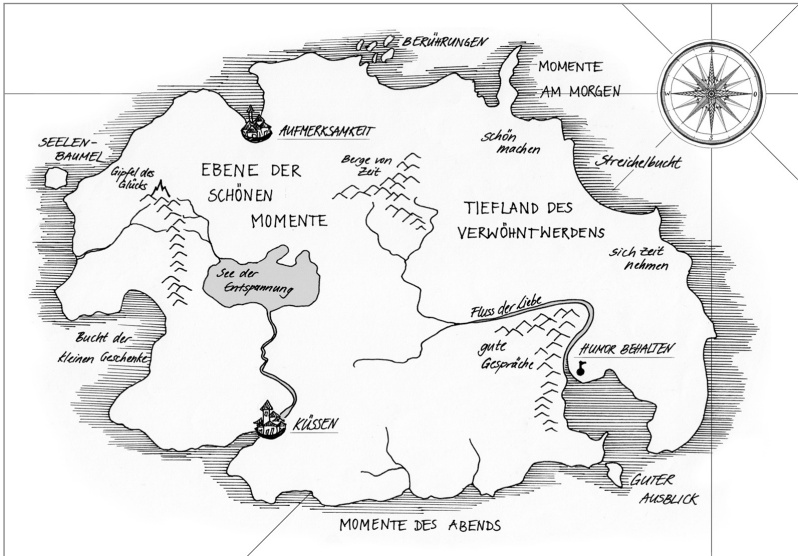 BERÜHRUNGEN
MOMENTE
AM MORGEN
AUFMERKSAMKEIT
schön
machen
SEELEN-
BAUMEL
Gipfel des
Glücks
EBENE DER
SCHÖNEN
MOMENTE
Berge von
Zeit
Streichelbucht
TIEFLAND DES
VERWÖHNTWERDENS
sich Zeit
nehmen
See der
Entspannung
Fluss der Liebe
Bucht der
kleinen Geschenke
gute
Gespräche
HUMOR BEHALTEN
KÜSSEN
GUTER
AUSBLICK
MOMENTE DES ABENDS